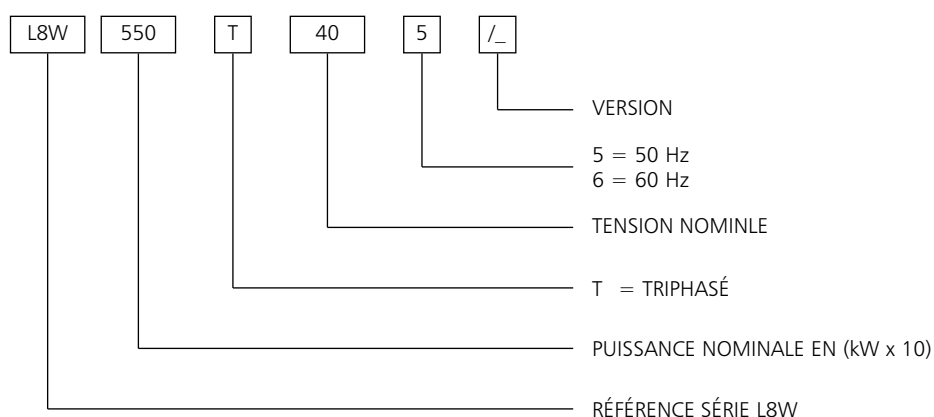 L8W 550 T 40 5 /_
VERSION
5 = 50 Hz
6 = 60 Hz
TENSION NOMINLE
T = TRIPHASÉ
PUISSANCE NOMINALE EN (kW x 10)
RÉFÉRENCE SÉRIE L8W